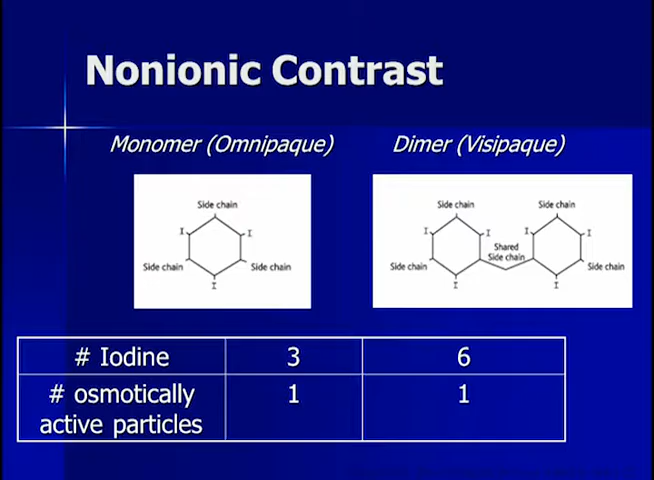 Nonionic Contrast
Monomer (Omnipaque)
Dimer (Visipaque)
Side chain
I
I
Side chain
Side chain
I
Side chain
Side chain
I
I
I
I
Shared
Side chain
Side chain
Side chain
I
I
# Iodine 3 6
# osmotically 1 1
active particles